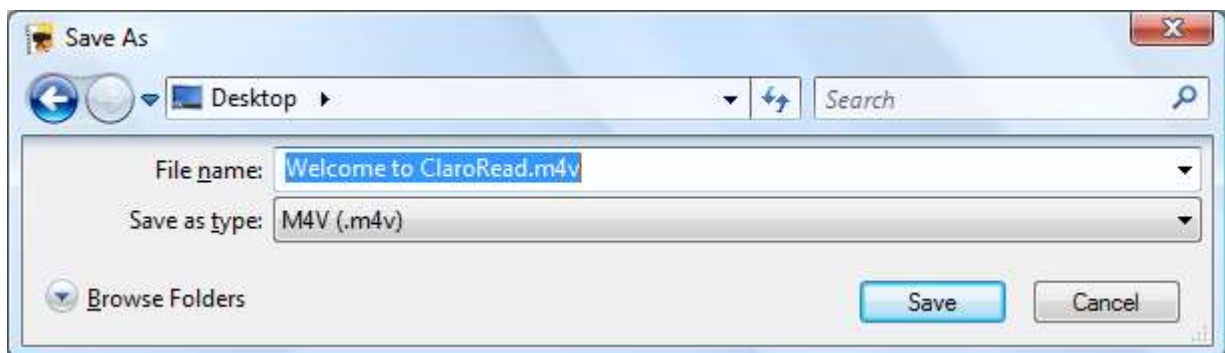 Save As
Desktop Search
File name: Welcome to ClaroRead.m4v
Save as type: M4V (.m4v)
Browse Folders Save Cancel